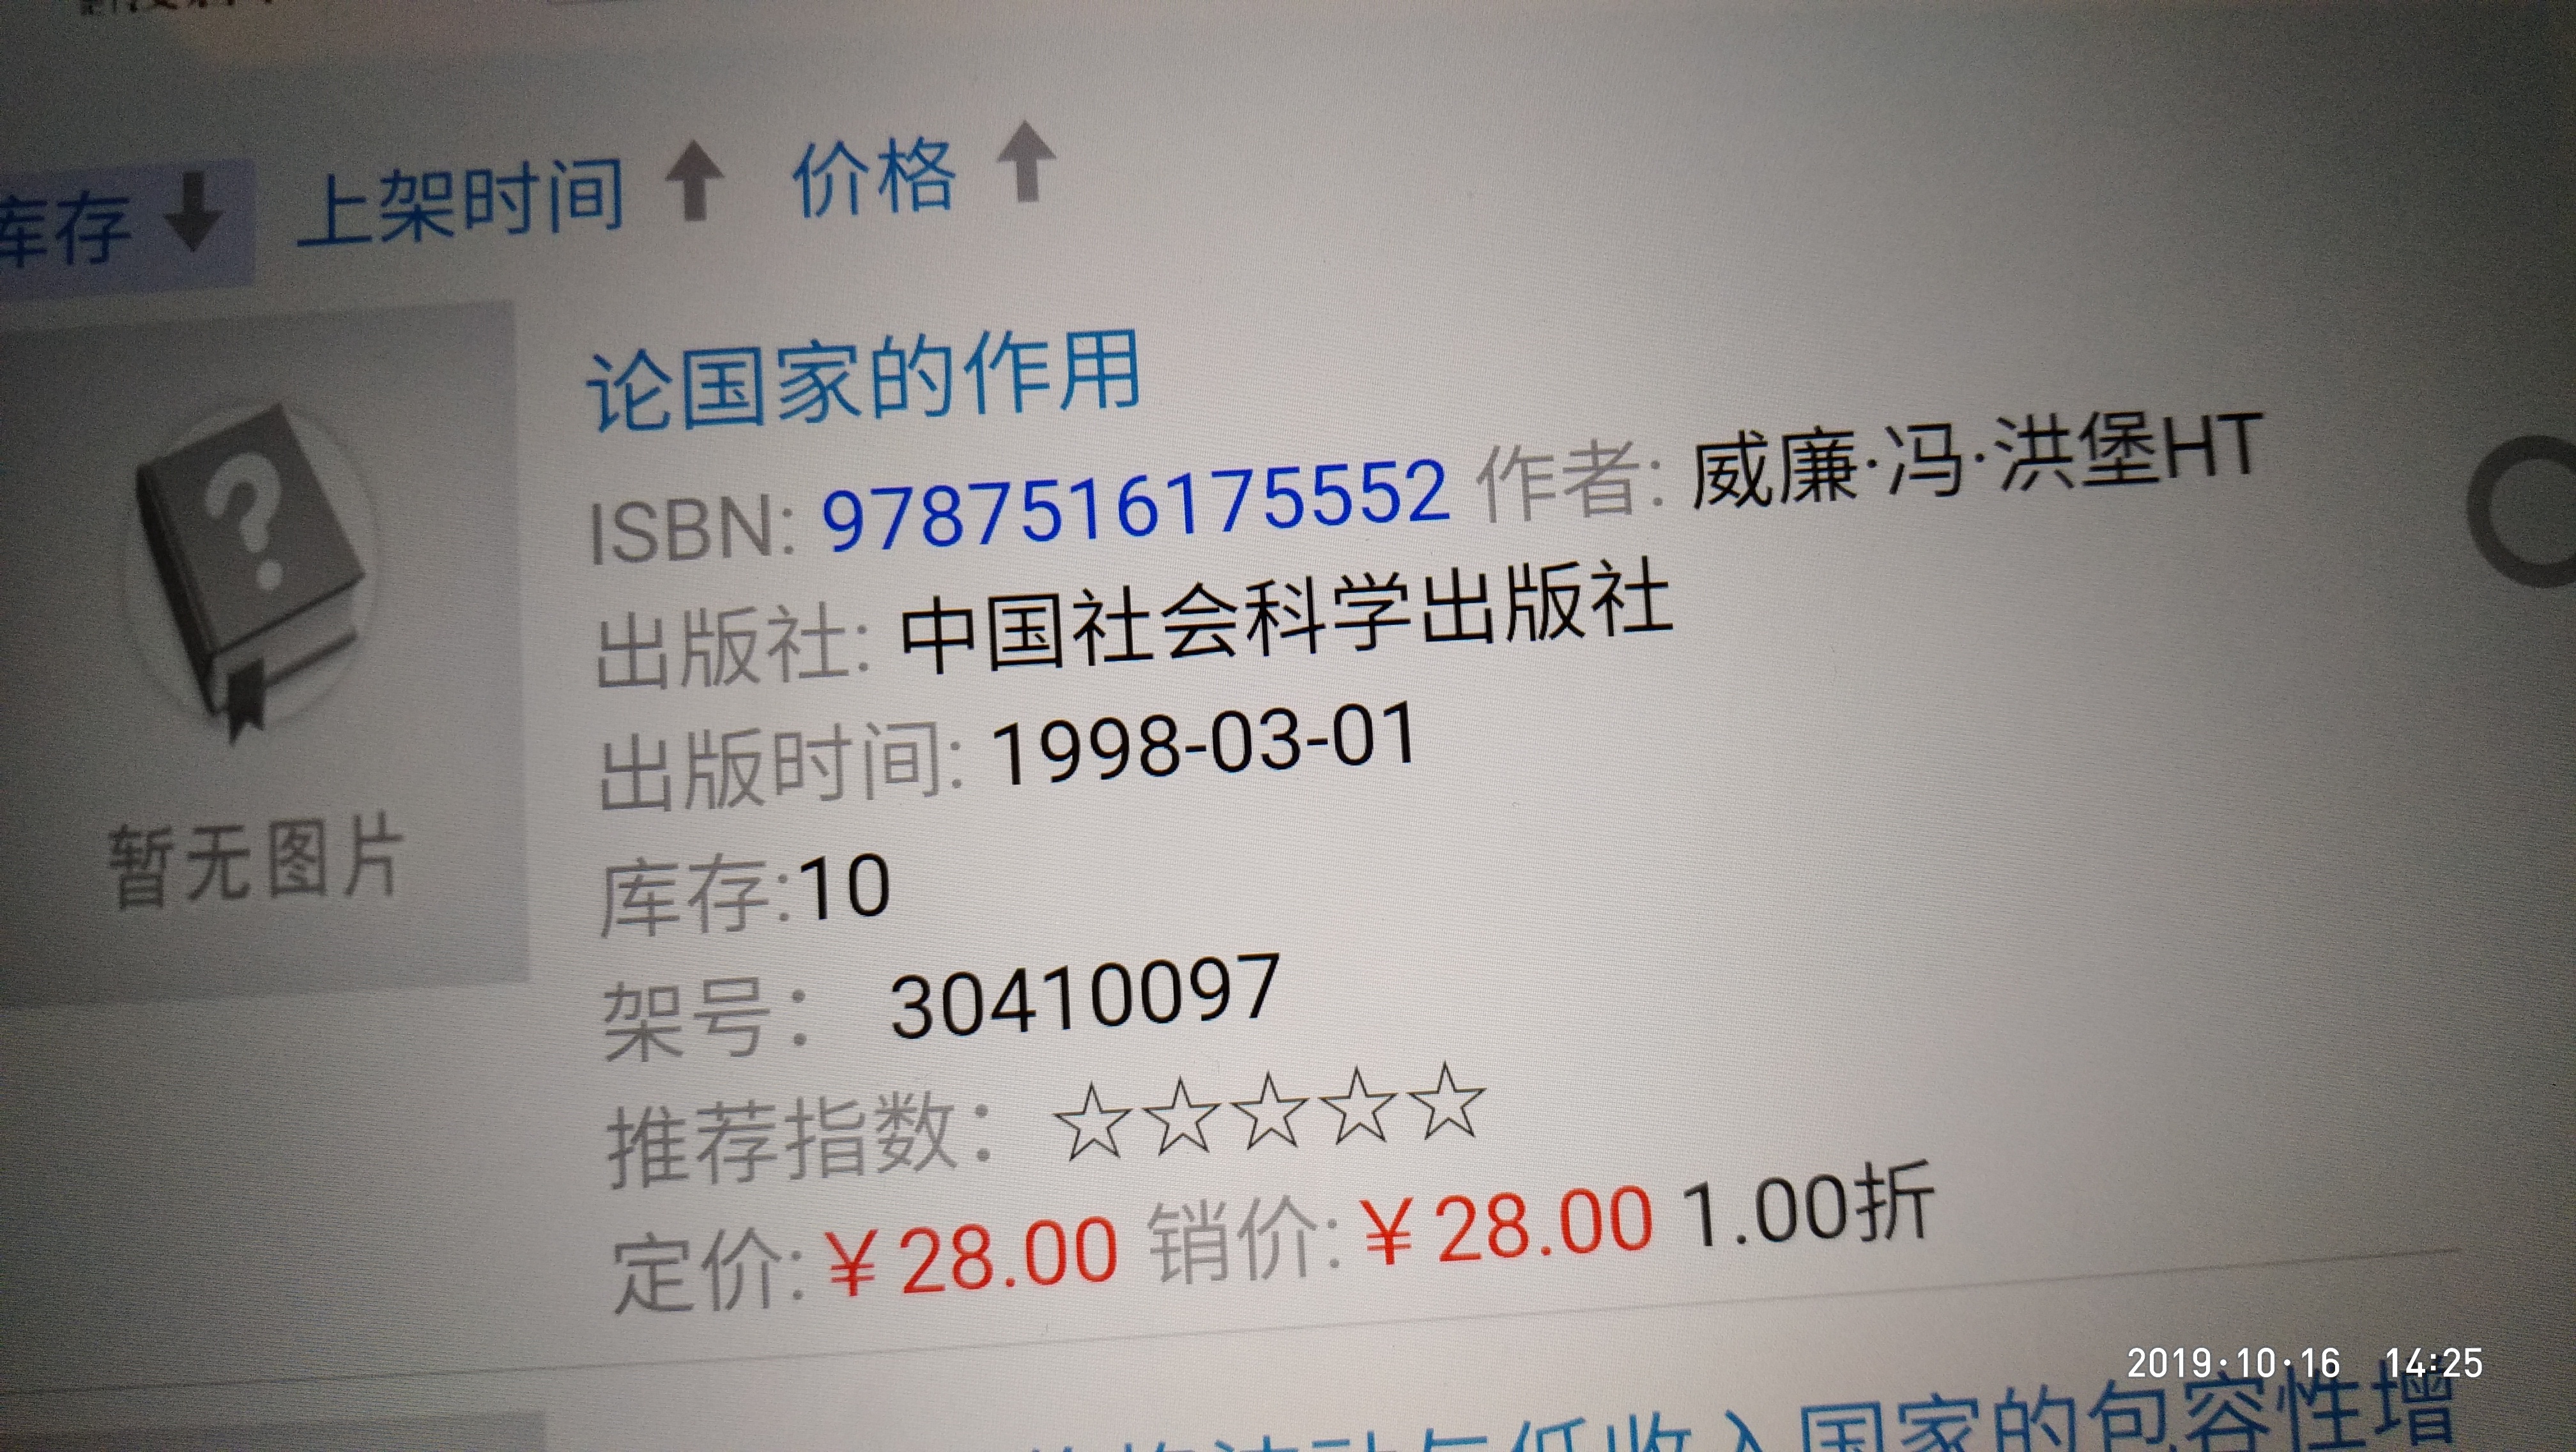 库存 上架时间 价格
论国家的作用
ISBN: 9787516175552 作者: 威廉·冯·洪堡HT
出版社: 中国社会科学出版社
出版时间: 1998-03-01
暂无图片
库存:10
架号: 30410097
推荐指数: ☆☆☆☆☆
定价:￥28.00 销价:￥28.00 1.00折
2019·10·16 14:25
低收入国家的包容性增